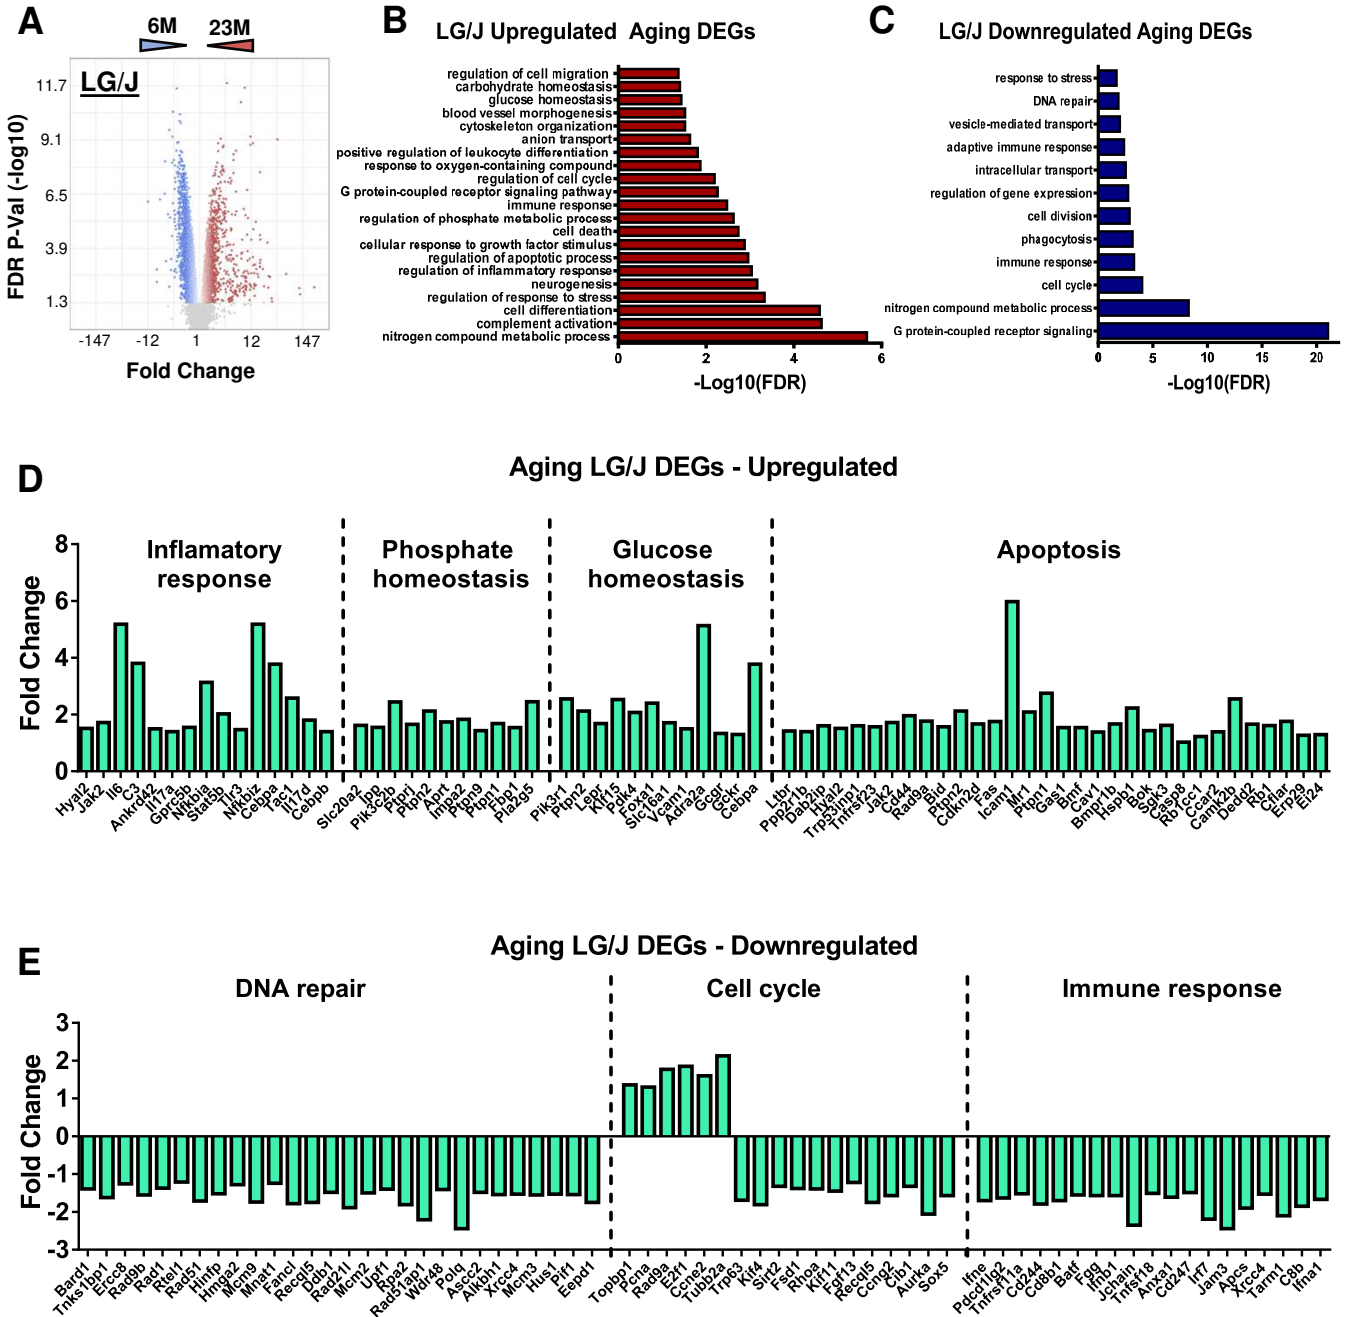 A
6M
23M
LG/J
FDR P-Val (-log10)
11.7
9.1
6.5
3.9
1.3
-147
-12
1
12
147
Fold Change
B
LG/J Upregulated Aging DEGs
regulation of cell migration
carbohydrate homeostasis
glucose homeostasis
blood vessel morphogenesis
cytoskeleton organization
anion transport
positive regulation of leukocyte differentiation
response to oxygen-containing compound
regulation of cell cycle
G protein-coupled receptor signaling pathway
immune response
regulation of phosphate metabolic process
cell death
cellular response to growth factor stimulus
regulation of apoptotic process
regulation of inflammatory response
neurogenesis
regulation of response to stress
cell differentiation
complement activation
nitrogen compound metabolic process
0
2
4
6
-Log10(FDR)
C
LG/J Downregulated Aging DEGs
response to stress
DNA repair
vesicle-mediated transport
adaptive immune response
intracellular transport
regulation of gene expression
cell division
phagocytosis
immune response
cell cycle
nitrogen compound metabolic process
G protein-coupled receptor signaling
0
5
10
15
20
-Log10(FDR)
D
Aging LG/J DEGs - Upregulated
Inflamatory
response
Phosphate
homeostasis
Glucose
homeostasis
Apoptosis
Fold Change
8
6
4
2
0
Hyal2
Jak2
Il6
C3
Ankrd42
Il17a
Gprc5b
Nfkbia
Stat5b
Tlr3
Nfkbiz
Cebpa
Tac1
Il17d
Cebpb
Slc20a2
Ipp
Pik3c2b
Ptprj
Ptpn2
Aprt
Impa2
Ptpn9
Ptpn1
Fbp1
Pla2g5
Pik3r1
Ptpn2
Lepr
Klf15
Pdk4
Foxa1
Slc16a1
Vcam1
Adra2a
Gcgr
Gckr
Cebpa
Ltbr
Ppp2r1b
Dab2ip
Hyal2
Trp53inp1
Tnfrsf23
Jak2
Cd44
Rad9a
Bid
Ptpn2
Cdkn2d
Fas
Icam1
Mr1
Ptpn1
Gas1
Bmf
Cav1
Bmpr1b
Hspb1
Bok
Sgk3
Casp8
Rb1cc1
Ccar2
Camk2b
Dedd2
Rb1
Cflar
Erp29
Ei24
E
Aging LG/J DEGs - Downregulated
DNA repair
Cell cycle
Immune response
Fold Change
3
2
1
0
-1
-2
-3
Bard1
Tnks1bp1
Ercc8
Rad9b
Rad1
Rtel1
Rad51
Hinfp
Hmga2
Mcm9
Mnat1
Fancl
Recql5
Ddb1
Rad21l
Mcm2
Upf1
Rpa2
Rad51ap1
Wdr48
Polq
Ascc2
Alkbh1
Xrcc4
Mcm3
Hus1
Pif1
Eepd1
Topbp1
Pcna
Rad9a
E2f1
Ccne2
Tubb2a
Trp63
Kif4
Sirt2
Fsd1
Rhoa
Kif11
Fgf13
Recql5
Ccng2
Cib1
Aurka
Sox5
Ifne
Pdcd1lg2
Tnfrsf11a
Cd244
Cd8b1
Batf
Fgg
Ifnb1
Jchain
Tnfsf18
Anxa1
Cd247
Irf7
Jam3
Apcs
Xrcc4
Tarm1
C8b
Ifna1